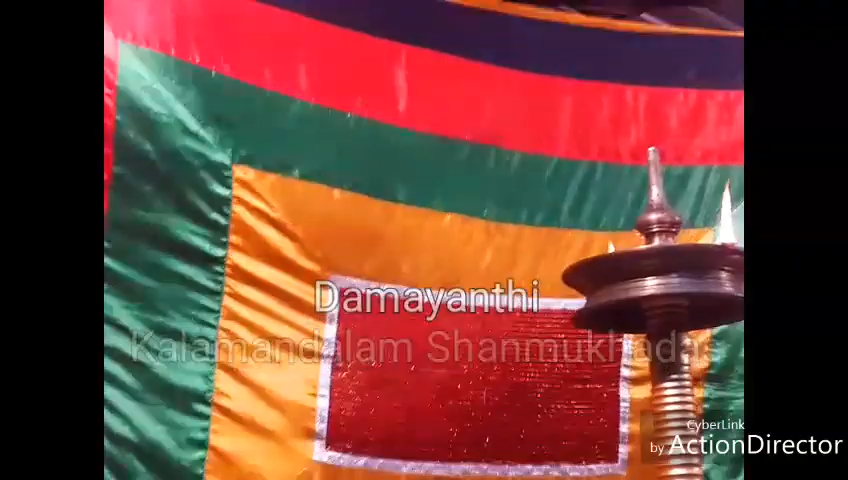 Damayanthi
Kalamandalam Shanmukhadas
CyberLink
by ActionDirector